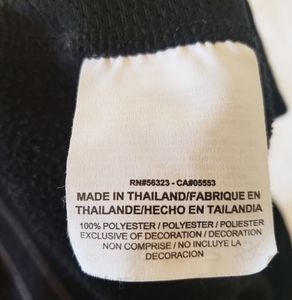 RN#56323 - CA#05553
MADE IN THAILAND/FABRIQUE EN
THAILANDE/HECHO EN TAILANDIA
100% POLYESTER / POLYESTER / POLIESTER
EXCLUSIVE OF DECORATION / DECORATION
NON COMPRISE / NO INCLUYE LA
DECORACION